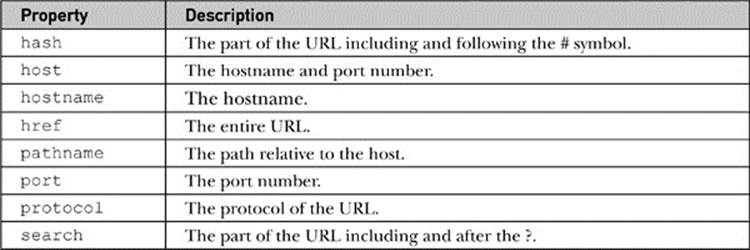 Property Description
hash The part of the URL including and following the # symbol.
host The hostname and port number.
hostname The hostname.
href The entire URL.
pathname The path relative to the host.
port The port number.
protocol The protocol of the URL.
search The part of the URL including and after the ?.